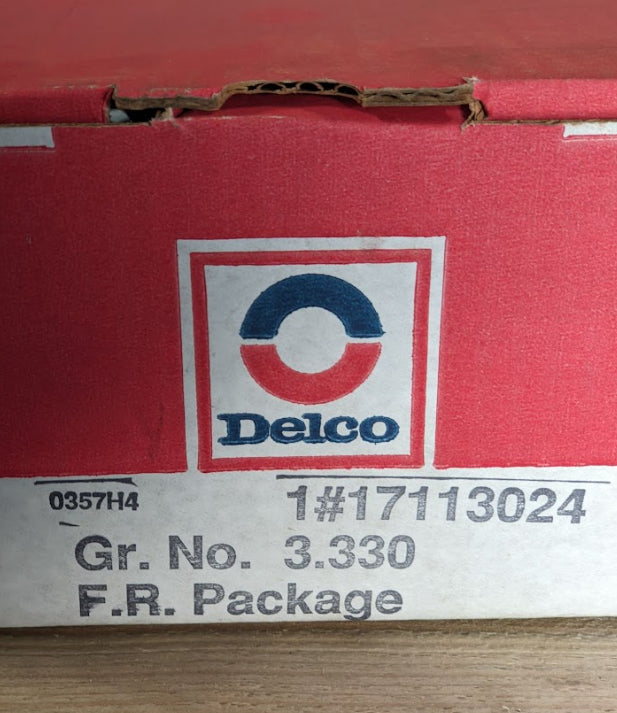 Delco
0357H4
1#17113024
Gr. No. 3.330
F.R. Package